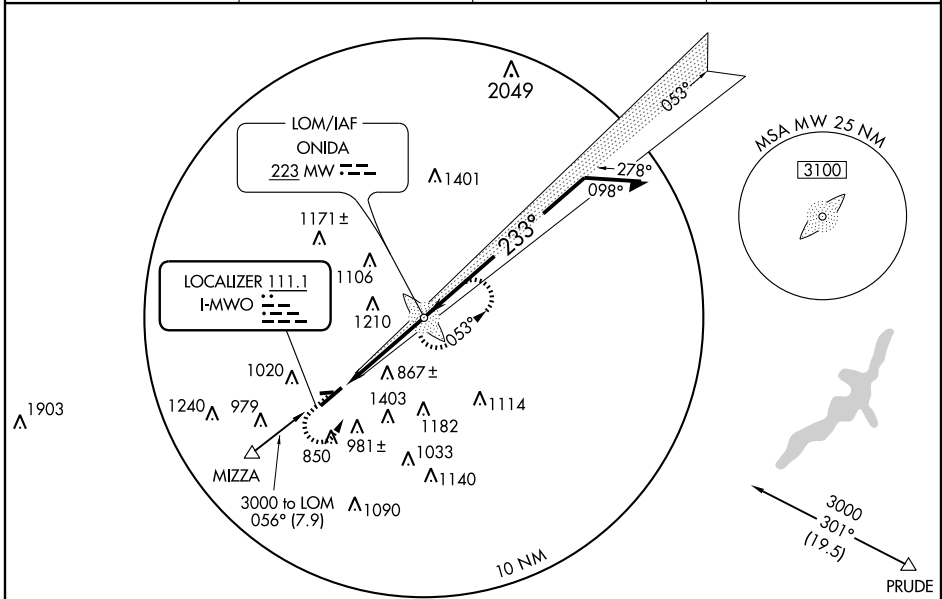 2049
053°
MSA MW 25 NM
3100
LOM/IAF
ONIDA
223 MW
1401
278°
098°
233°
1171 ±
1106
LOCALIZER 111.1
I-MWO
1210
053°
1020
867 ±
1903
1240
979
1403
1114
1182
850
981 ±
1033
MIZZA
1140
3000 to LOM
056° (7.9)
1090
3000
301°
(19.5)
10 NM
PRUDE